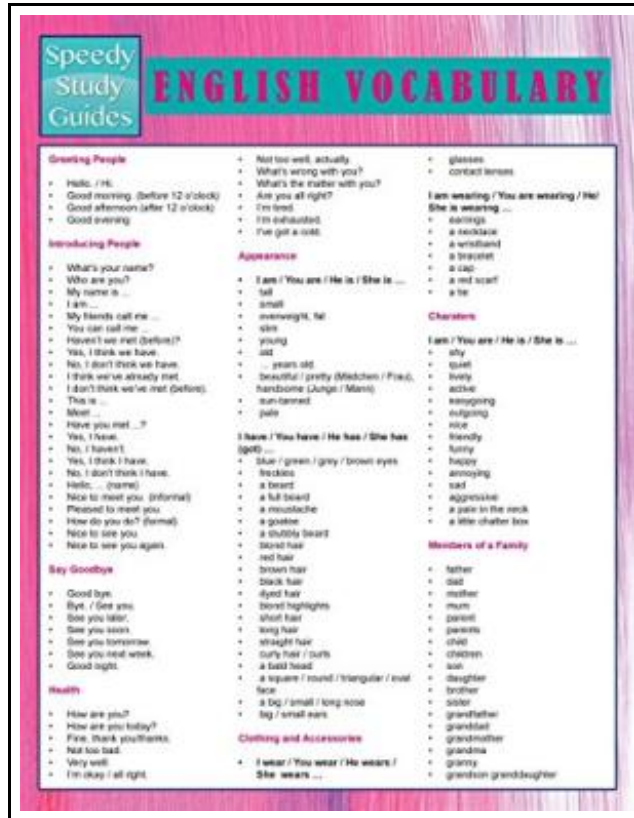 Speedy
Study
Guides
ENGLISH VOCABULARY
Greeting People
• Hello. / Hi.
• Good morning. (before 12 o'clock)
• Good afternoon (after 12 o'clock)
• Good evening
Introducing People
• What's your name?
• Who are you?
• My name is ...
• I am ...
• My friends call me ...
• You can call me ...
• Haven't we met (before)?
• Yes, I think we have.
• No, I don't think we have.
• I think we've already met.
• I don't think we've met (before).
• This is ...
• Meet ...
• Have you met ...?
• Yes, I have.
• No, I haven't.
• Yes, I think I have.
• No, I don't think I have.
• Hello, ... (name)
• Nice to meet you. (informal)
• Pleased to meet you.
• How do you do? (formal)
• Nice to see you.
• Nice to see you again.
Say Goodbye
• Good bye.
• Bye. / See you.
• See you later.
• See you soon.
• See you tomorrow.
• See you next week.
• Good night.
Health
• How are you?
• How are you today?
• Fine, thank you/thanks.
• Not too bad.
• Very well.
• I'm okay / all right.
• Not too well, actually.
• What's wrong with you?
• What's the matter with you?
• Are you all right?
• I'm tired.
• I'm exhausted.
• I've got a cold.
Appearance
• I am / You are / He is / She is ...
• tall
• small
• overweight, fat
• slim
• young
• old
• ... years old
• beautiful / pretty (Mädchen / Frau),
handsome (Junge / Mann)
• sun-tanned
• pale
I have / You have / He has / She has
(got) ...
• blue / green / grey / brown eyes
• freckles
• a beard
• a full beard
• a moustache
• a goatee
• a stubbly beard
• blond hair
• red hair
• brown hair
• black hair
• dyed hair
• blond highlights
• short hair
• long hair
• straight hair
• curly hair / curls
• a bald head
• a square / round / triangular / oval
face
• a big / small / long nose
• big / small ears
Clothing and Accessories
• I wear / You wear / He wears /
She wears ...
• glasses
• contact lenses
I am wearing / You are wearing / He/
She is wearing ...
• earrings
• a necklace
• a wristband
• a bracelet
• a cap
• a red scarf
• a tie
Charaters
I am / You are / He is / She is ...
• shy
• quiet
• lively
• active
• easygoing
• outgoing
• nice
• friendly
• funny
• happy
• annoying
• sad
• aggressive
• a pain in the neck
• a little chatter box
Members of a Family
• father
• dad
• mother
• mum
• parent
• parents
• child
• children
• son
• daughter
• brother
• sister
• grandfather
• granddad
• grandmother
• grandma
• granny
• grandson granddaughter